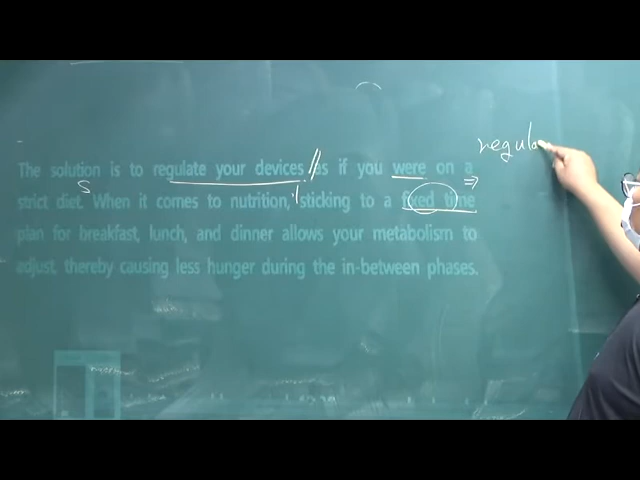 regula
The solution is to regulate your devices as if you were on a
S
strict diet. When it comes to nutrition, sticking to a fixed time
plan for breakfast, lunch, and dinner allows your metabolism to
adjust, thereby causing less hunger during the in-between phases.